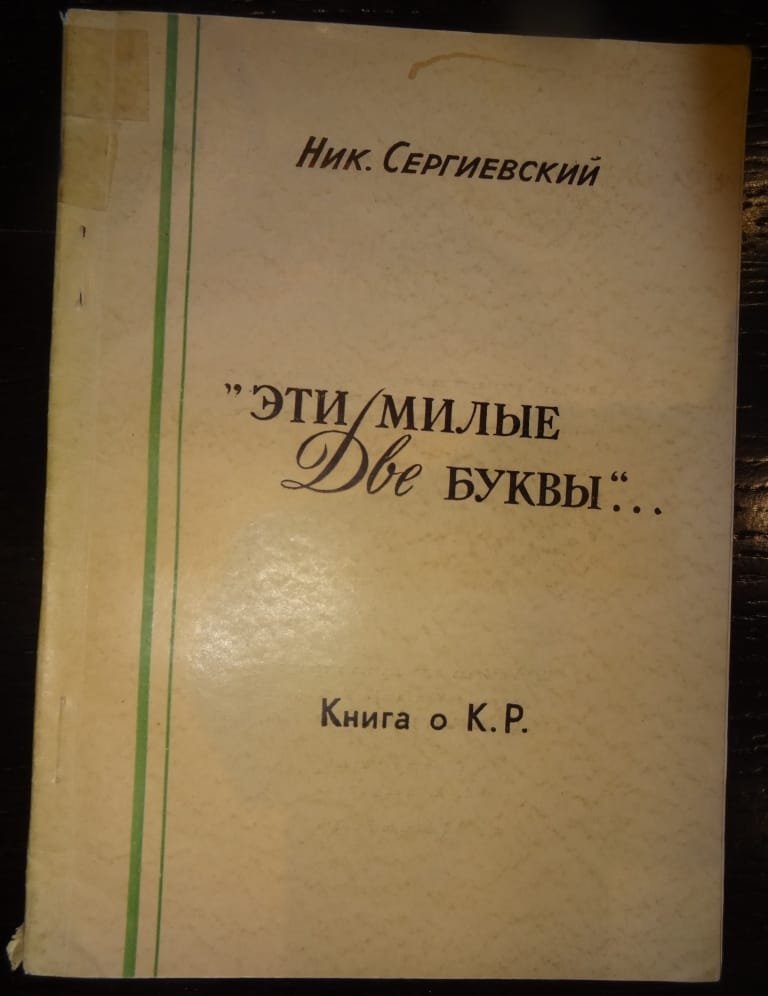 Ник. Сергиевский
”ЭТИ МИЛЫЕ
Две БУКВЫ“...
Книга о К.Р.